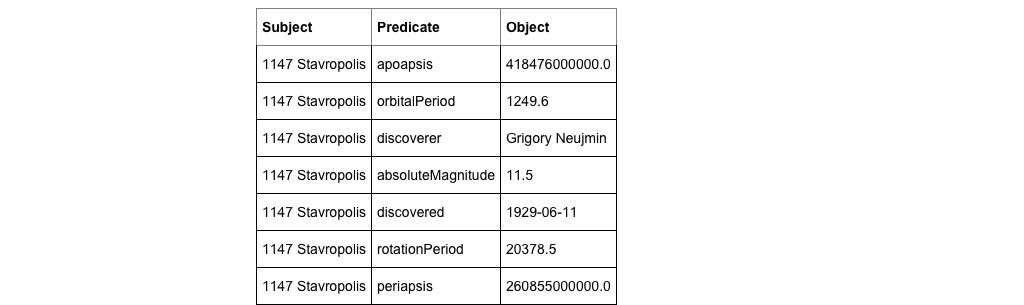 Subject Predicate Object
1147 Stavropolis apoapsis 418476000000.0
1147 Stavropolis orbitalPeriod 1249.6
1147 Stavropolis discoverer Grigory Neujmin
1147 Stavropolis absoluteMagnitude 11.5
1147 Stavropolis discovered 1929-06-11
1147 Stavropolis rotationPeriod 20378.5
1147 Stavropolis periapsis 260855000000.0